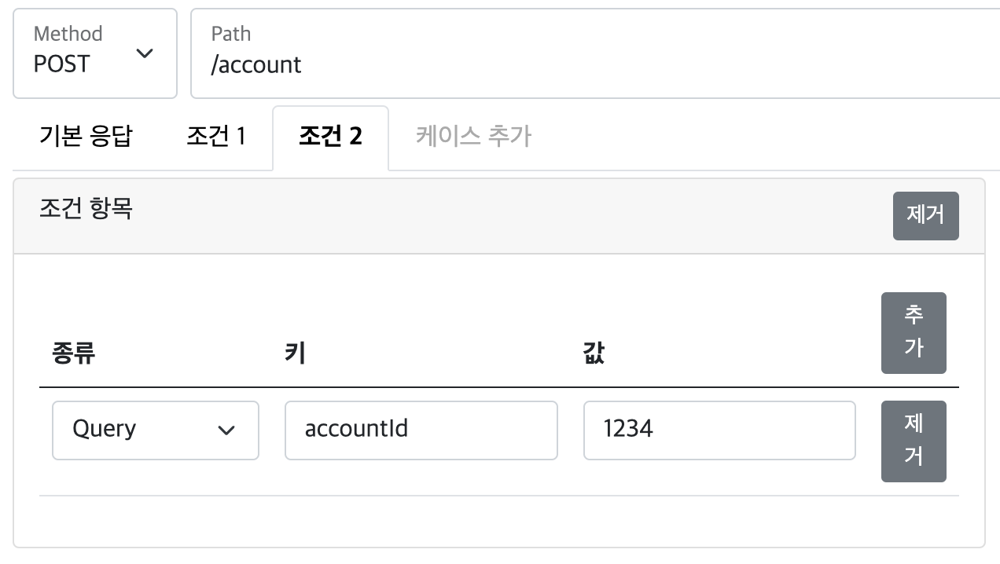 Method
POST
Path
/account
기본 응답
조건 1
조건 2
케이스 추가
조건 항목
제거
종류
키
값
추
가
Query
accountId
1234
제
거